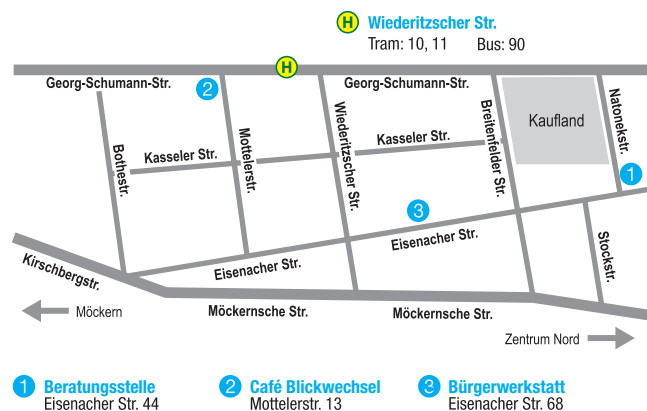 H Wiederitzscher Str.
Tram: 10, 11 Bus: 90
H
Georg-Schumann-Str. Georg-Schumann-Str.
2
Bothestr.
Mottelerstr.
Wiederitzscher Str.
Breitenfelder Str.
Natonekstr.
Kaufland
Kasseler Str. Kasseler Str.
1
3
Eisenacher Str. Eisenacher Str.
Stockstr.
Kirschbergstr.
Möckern
Möckernsche Str. Möckernsche Str.
Zentrum Nord
1 Beratungsstelle
Eisenacher Str. 44
2 Café Blickwechsel
Mottelerstr. 13
3 Bürgerwerkstatt
Eisenacher Str. 68